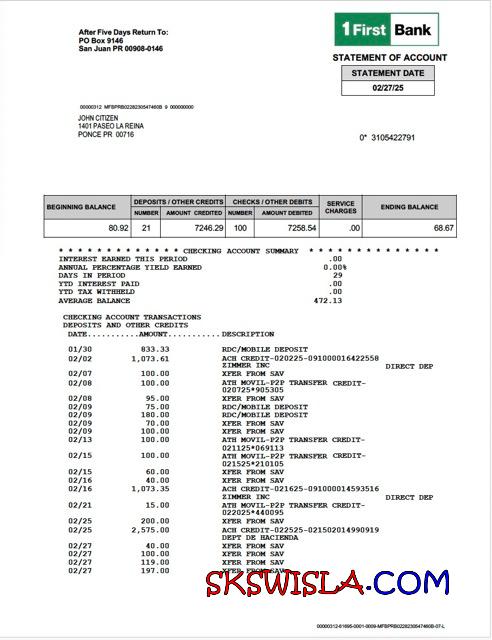 After Five Days Return To:
PO Box 9146
San Juan PR 00908-0146
1First Bank
STATEMENT OF ACCOUNT
STATEMENT DATE
02/27/25
00000312 MFBPRB0228230547460B 9 000000000
JOHN CITIZEN
1401 PASEO LA REINA
PONCE PR 00716
0* 3105422791
BEGINNING BALANCE DEPOSITS / OTHER CREDITS CHECKS / OTHER DEBITS SERVICE CHARGES ENDING BALANCE
NUMBER AMOUNT CREDITED NUMBER AMOUNT DEBITED
80.92 21 7246.29 100 7258.54 .00 68.67
* * * * * * * * * * * * * CHECKING ACCOUNT SUMMARY * * * * * * * * * * * * * *
INTEREST EARNED THIS PERIOD .00
ANNUAL PERCENTAGE YIELD EARNED 0.00%
DAYS IN PERIOD 29
YTD INTEREST PAID .00
YTD TAX WITHHELD .00
AVERAGE BALANCE 472.13
CHECKING ACCOUNT TRANSACTIONS
DEPOSITS AND OTHER CREDITS
DATE..........AMOUNT..........DESCRIPTION
01/30 833.33 RDC/MOBILE DEPOSIT
02/02 1,073.61 ACH CREDIT-020225-091000016422558
ZIMMER INC DIRECT DEP
02/07 100.00 XFER FROM SAV
02/08 100.00 ATH MOVIL-P2P TRANSFER CREDIT-
020725*905305
02/08 95.00 XFER FROM SAV
02/09 75.00 RDC/MOBILE DEPOSIT
02/09 180.00 RDC/MOBILE DEPOSIT
02/09 70.00 XFER FROM SAV
02/09 100.00 XFER FROM SAV
02/13 100.00 ATH MOVIL-P2P TRANSFER CREDIT-
021125*069113
02/15 100.00 ATH MOVIL-P2P TRANSFER CREDIT-
021525*210105
02/15 60.00 XFER FROM SAV
02/16 40.00 XFER FROM SAV
02/16 1,073.35 ACH CREDIT-021625-091000014593516
ZIMMER INC DIRECT DEP
02/21 15.00 ATH MOVIL-P2P TRANSFER CREDIT-
022025*440095
02/25 200.00 XFER FROM SAV
02/25 2,575.00 ACH CREDIT-022525-021502014990919
DEPT DE HACIENDA
02/27 40.00 XFER FROM SAV
02/27 100.00 XFER FROM SAV
02/27 119.00 XFER FROM SAV
02/27 197.00 XFER FROM SAV
SKSWISLA.COM
00000312-61695-0001-0009-MFBPRB0228230547460B-07-L